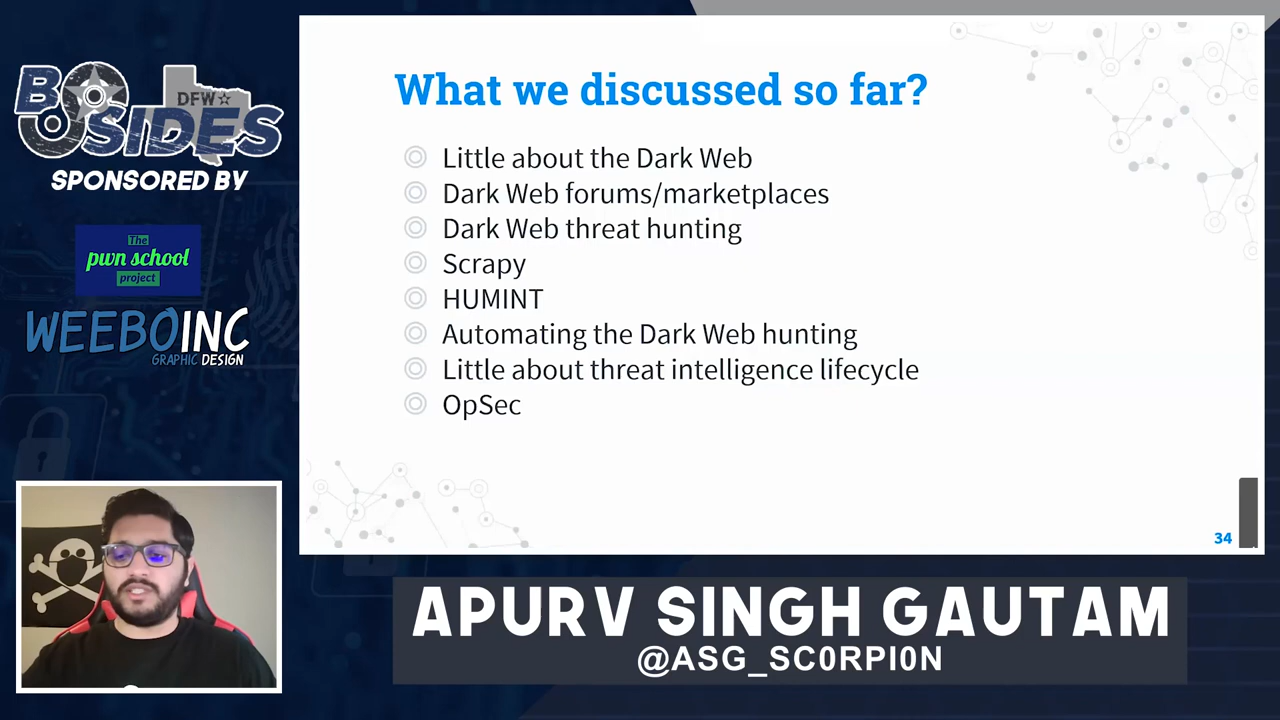 BSIDES
DFW
SPONSORED BY
The
pwn school
project
WEEBOINC
GRAPHIC DESIGN
What we discussed so far?
Little about the Dark Web
Dark Web forums/marketplaces
Dark Web threat hunting
Scrapy
HUMINT
Automating the Dark Web hunting
Little about threat intelligence lifecycle
OpSec
34
APURV SINGH GAUTAM
@ASG_SC0RPI0N